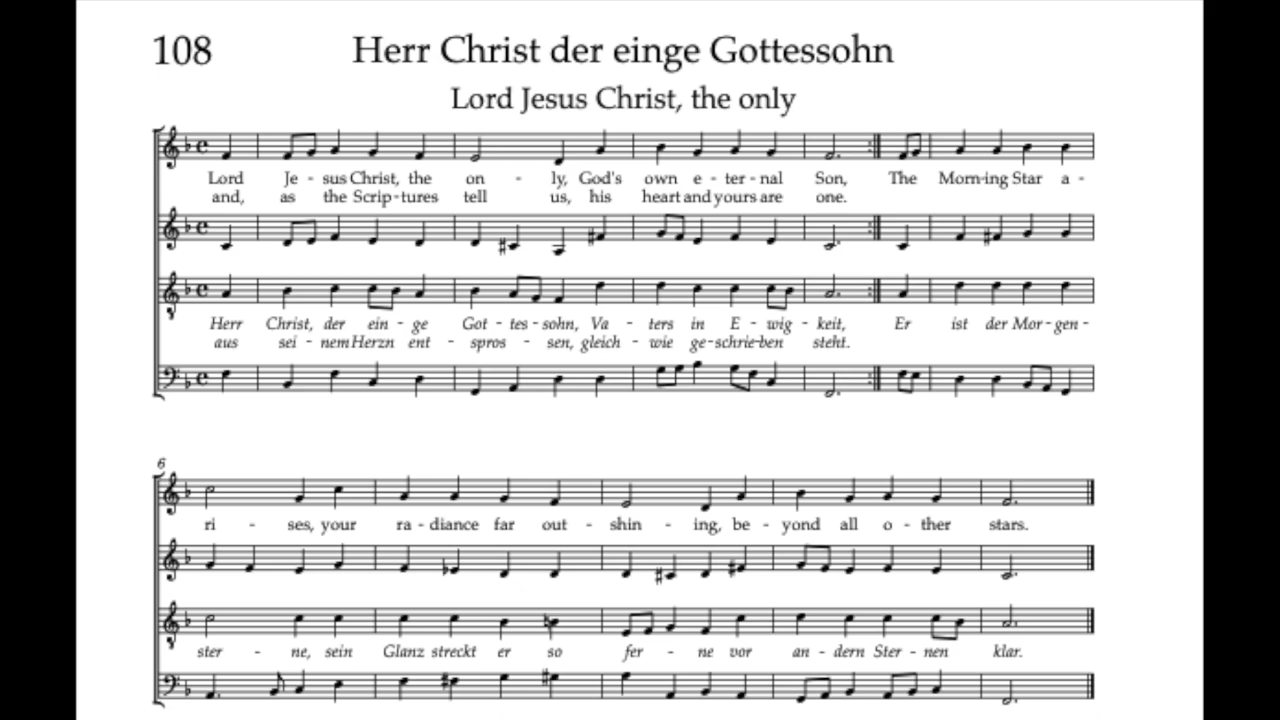 108
Herr Christ der einge Gottessohn
Lord Jesus Christ, the only
Lord Je - sus Christ, the on - ly, God's own e - ter - nal Son, The Morn-ing Star a -
and, as the Scrip - tures tell us, his heart and yours are one.
Herr Christ, der ein - ge Got - tes - sohn, Va - ters in E - wig - keit, Er ist der Mor - gen -
aus sei - nem Herzn ent - spros - sen, gleich - wie ge - schrie - ben steht.
6
ri - ses, your ra - diance far out - shin - ing, be - yond all o - ther stars.
ster - ne, sein Glanz streckt er so fer - ne vor an - dern Ster - nen klar.